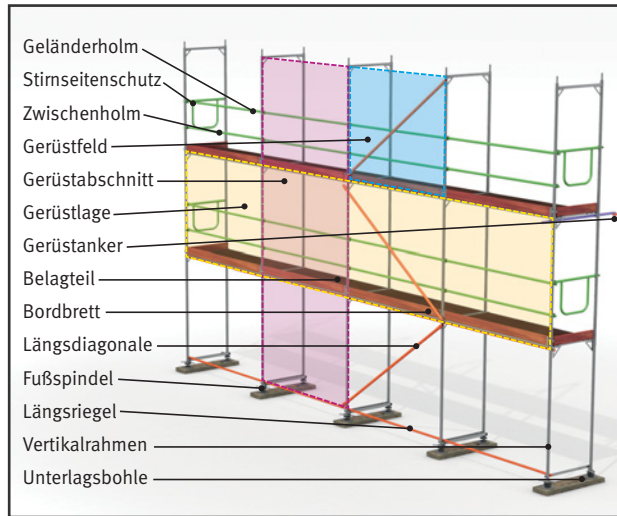 Geländerholm
Stirnseitenschutz
Zwischenholm
Gerüstfeld
Gerüstabschnitt
Gerüstlage
Gerüstanker
Belagteil
Bordbrett
Längsdiagonale
Fußspindel
Längsriegel
Vertikalrahmen
Unterlagsbohle